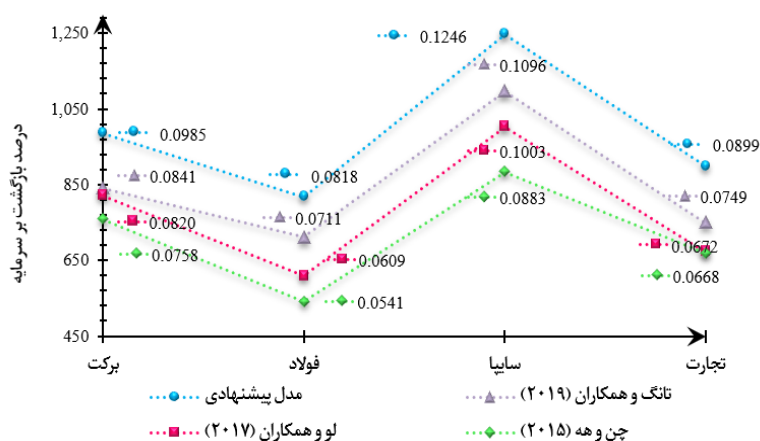 1,250
1,050
850
650
450
درصد بازگشت بر سرمایه
0.1246
0.1096
0.1003
0.0883
0.0985
0.0841
0.0820
0.0758
0.0818
0.0711
0.0609
0.0541
0.0899
0.0749
0.0672
0.0668
برکت
فولاد
سایپا
تجارت
مدل پیشنهادی
تانگ و همکاران (۲۰۱۹)
لو و همکاران (۲۰۱۷)
چن و هه (۲۰۱۵)